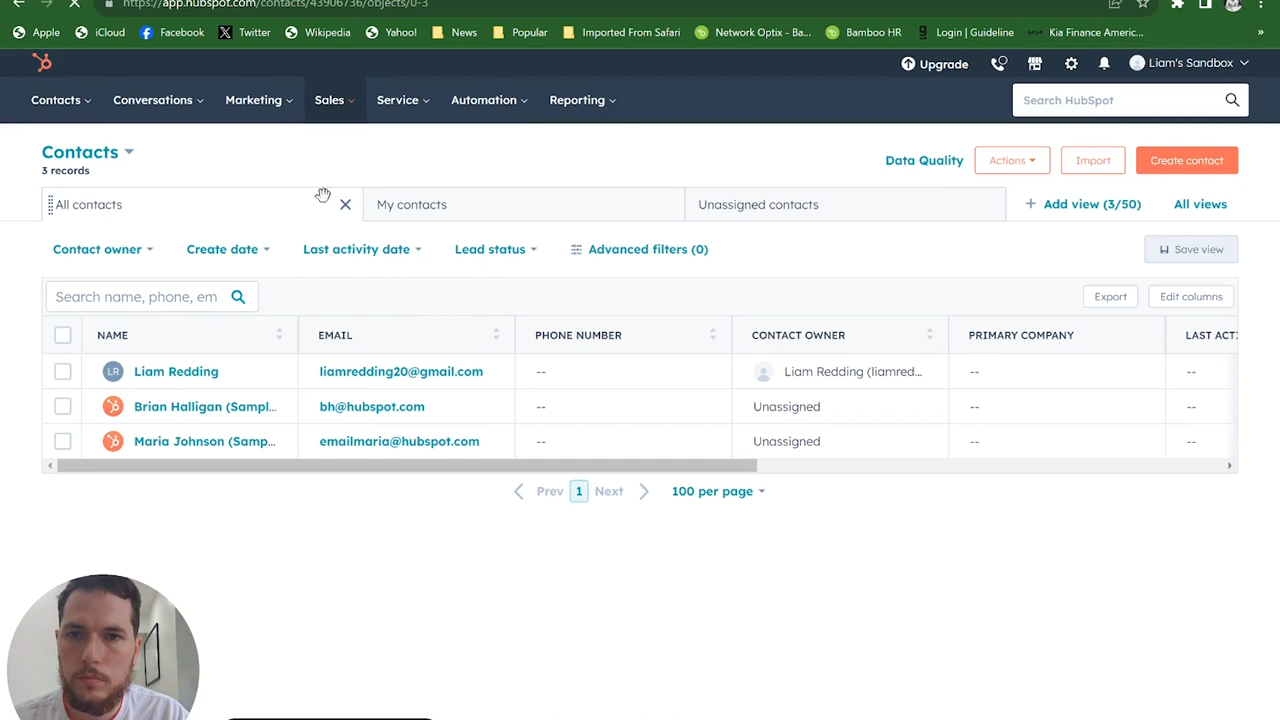 https://app.hubspot.com/contacts/43906736/objects/0-3
Apple iCloud Facebook Twitter Wikipedia Yahoo! News Popular Imported From Safari Network Optix - Ba... Bamboo HR Login | Guideline Kia Finance Americ... »
Upgrade Liam's Sandbox
Contacts Conversations Marketing Sales Service Automation Reporting Search HubSpot
Contacts
3 records
Data Quality Actions Import Create contact
All contacts My contacts Unassigned contacts + Add view (3/50) All views
Contact owner Create date Last activity date Lead status Advanced filters (0) Save view
Search name, phone, em Export Edit columns
NAME EMAIL PHONE NUMBER CONTACT OWNER PRIMARY COMPANY LAST ACTI
LR Liam Redding liamredding20@gmail.com -- Liam Redding (liamred... -- --
Brian Halligan (Sampl... bh@hubspot.com -- Unassigned -- --
Maria Johnson (Samp... emailmaria@hubspot.com -- Unassigned -- --
Prev 1 Next 100 per page